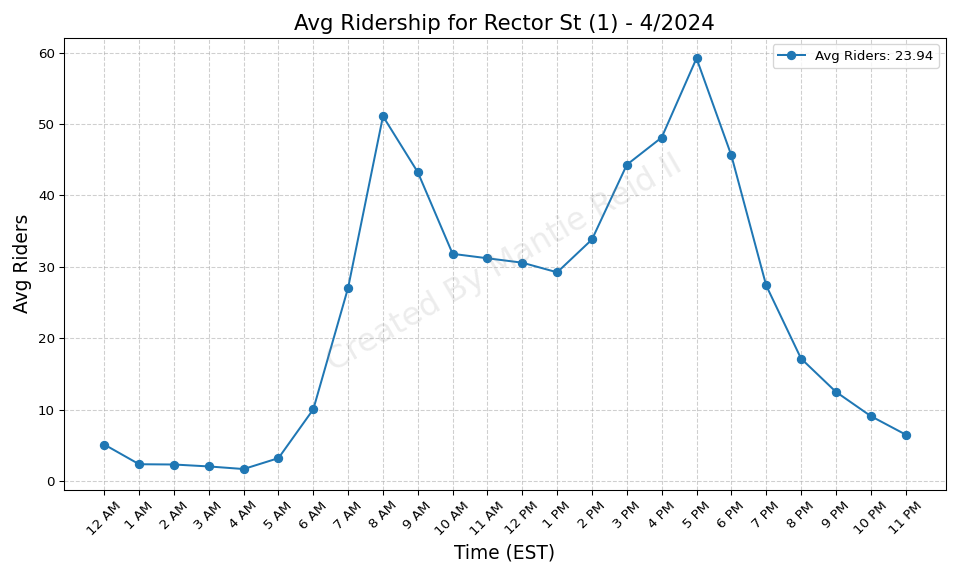 Avg Ridership for Rector St (1) - 4/2024
Avg Riders: 23.94
Avg Riders
60
50
40
30
20
10
0
Created By Mantie Reid II
12 AM
1 AM
2 AM
3 AM
4 AM
5 AM
6 AM
7 AM
8 AM
9 AM
10 AM
11 AM
12 PM
1 PM
2 PM
3 PM
4 PM
5 PM
6 PM
7 PM
8 PM
9 PM
10 PM
11 PM
Time (EST)